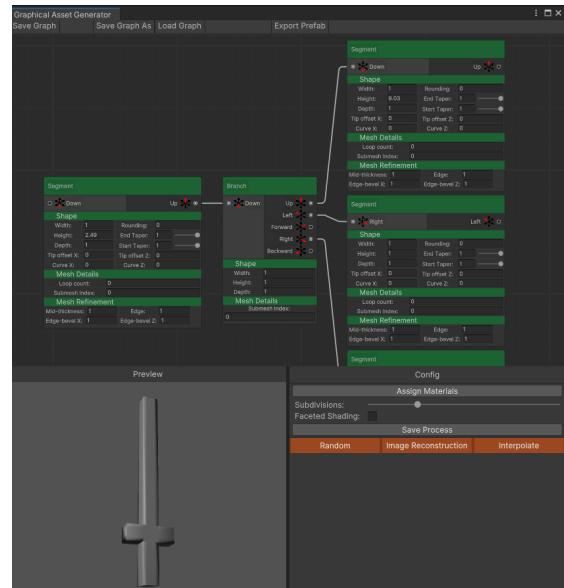 Graphical Asset Generator
Save Graph Save Graph As Load Graph Export Prefab
Segment
Down Up
Shape
Width: 1 Rounding: 0
Height: 9.03 End Taper: 1
Depth: 1 Start Taper: 1
Tip offset X: 0 Tip offset Z: 0
Curve X: 0 Curve Z: 0
Mesh Details
Loop count: 0
Submesh Index: 0
Mesh Refinement
Mid-thickness: 1 Edge: 1
Edge-bevel X: 1 Edge-bevel Z: 1
Segment
Down Up
Shape
Width: 1 Rounding: 0
Height: 2.49 End Taper: 1
Depth: 1 Start Taper: 1
Tip offset X: 0 Tip offset Z: 0
Curve X: 0 Curve Z: 0
Mesh Details
Loop count: 0
Submesh Index: 0
Mesh Refinement
Mid-thickness: 1 Edge: 1
Edge-bevel X: 1 Edge-bevel Z: 1
Branch
Down Up
Left
Forward
Right
Backward
Shape
Width: 1
Height: 1
Depth: 1
Mesh Details
Submesh Index:
0
Segment
Right Left
Shape
Width: 1 Rounding: 0
Height: 1 End Taper: 1
Depth: 1 Start Taper: 1
Tip offset X: 0 Tip offset Z: 0
Curve X: 0 Curve Z: 0
Mesh Details
Loop count: 0
Submesh Index: 0
Mesh Refinement
Mid-thickness: 1 Edge: 1
Edge-bevel X: 1 Edge-bevel Z: 1
Segment
Preview
Config
Assign Materials
Subdivisions:
Faceted Shading:
Save Process
Random Image Reconstruction Interpolate